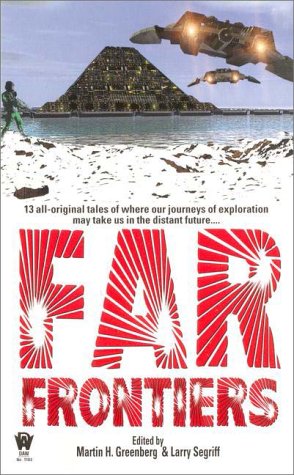 13 all-original tales of where our journeys of exploration
may take us in the distant future....
FAR
FRONTIERS
Edited by
Martin H. Greenberg & Larry Segriff
DAW